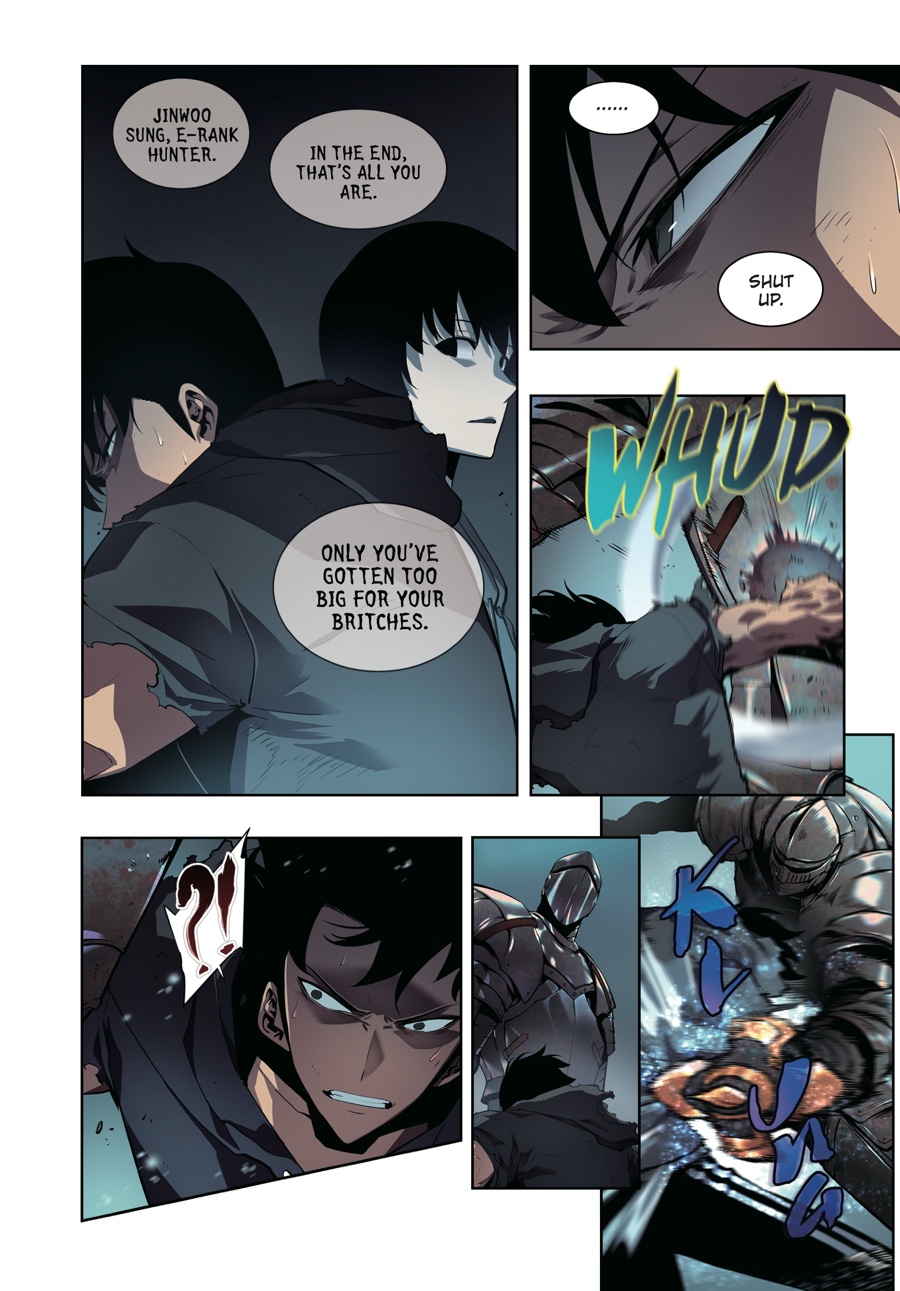 JINWOO
SUNG, E-RANK
HUNTER.
IN THE END,
THAT'S ALL YOU
ARE.
ONLY YOU'VE
GOTTEN TOO
BIG FOR YOUR
BRITCHES.
......
SHUT
UP.
WHUD
?!